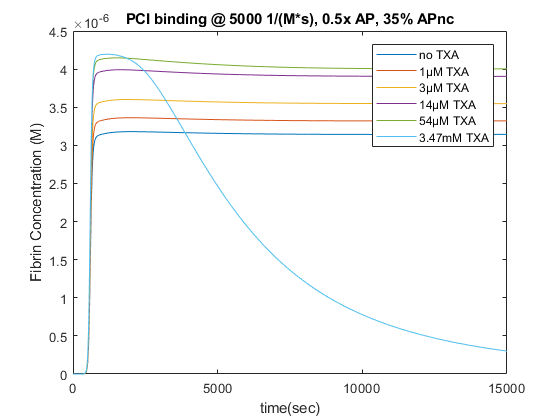 PCI binding @ 5000 1/(M*s), 0.5x AP, 35% APnc
×10-6
4.5
4
3.5
3
2.5
2
1.5
1
0.5
0
Fibrin Concentration (M)
no TXA
1µM TXA
3µM TXA
14µM TXA
54µM TXA
3.47mM TXA
0
5000
10000
15000
time(sec)